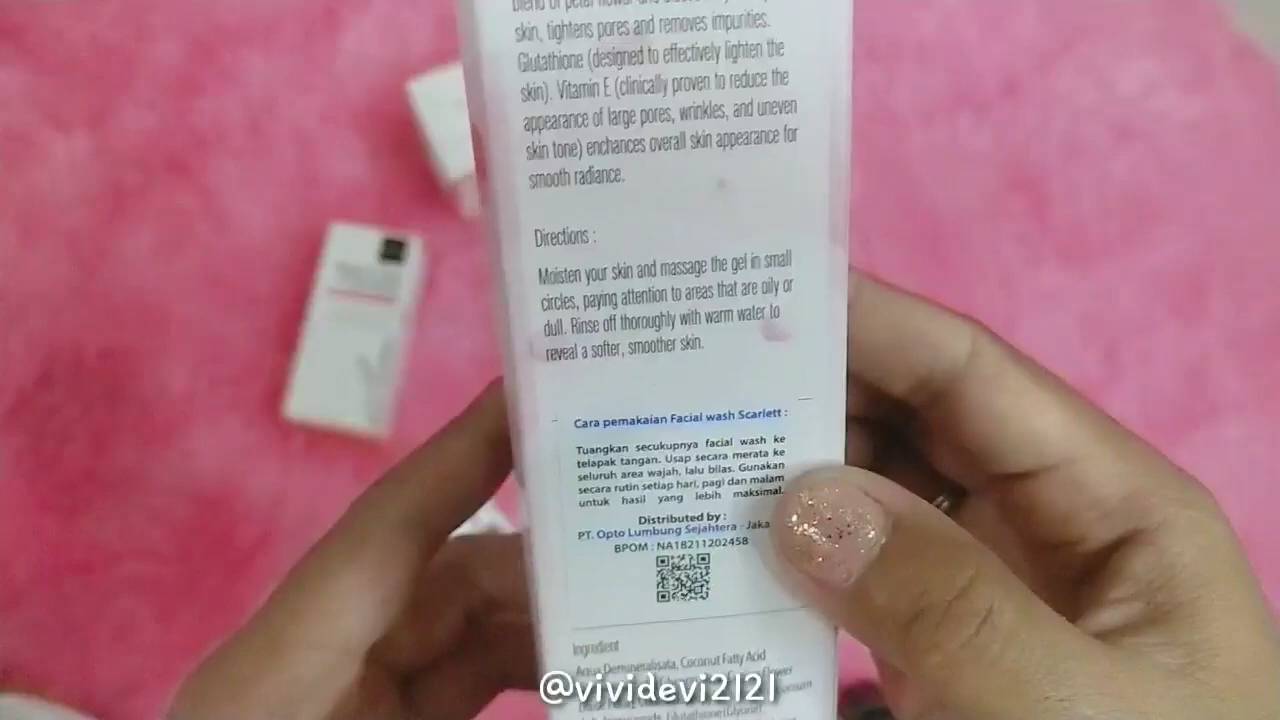 skin, tightens pores and removes impurities.
Glutathione (designed to effectively lighten the
skin). Vitamin E (clinically proven to reduce the
appearance of large pores, wrinkles, and uneven
skin tone) enchances overall skin appearance for
smooth radiance.
Directions :
Moisten your skin and massage the gel in small
circles, paying attention to areas that are oily or
dull. Rinse off thoroughly with warm water to
reveal a softer, smoother skin.
Cara pemakaian Facial wash Scarlett :
Tuangkan secukupnya facial wash ke
telapak tangan. Usap secara merata ke
seluruh area wajah, lalu bilas. Gunakan
secara rutin setiap hari, pagi dan malam
untuk hasil yang lebih maksimal.
Distributed by :
PT. Opto Lumbung Sejahtera - Jaka
BPOM : NA18211202458
Ingredient
Aqua Demineralisata, Coconut Fatty Acid
@vividevi2121